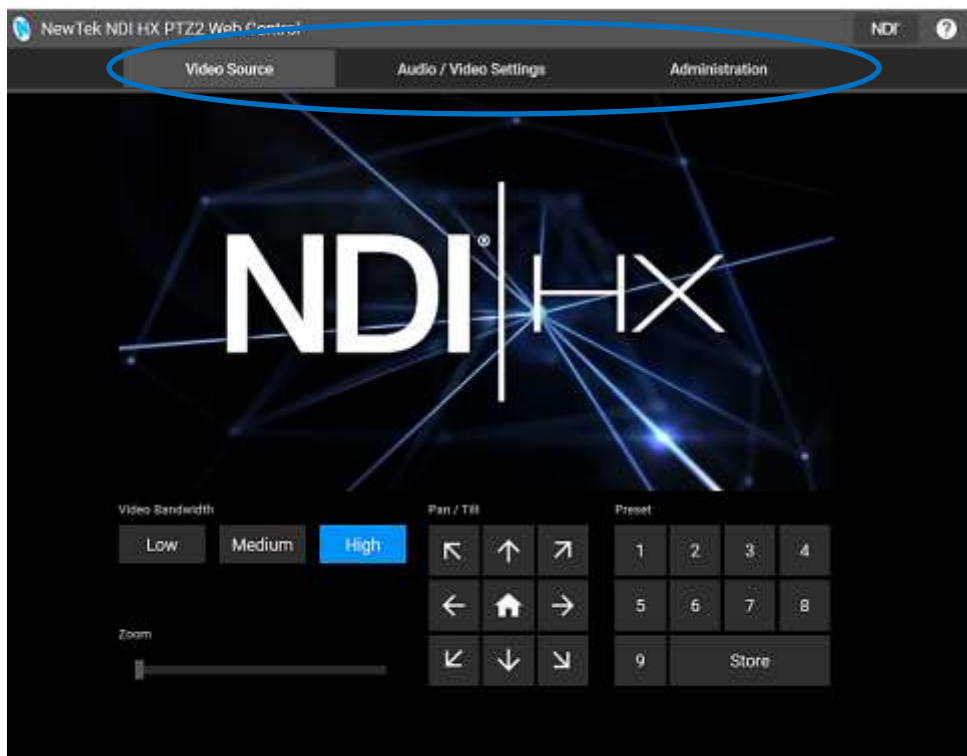 NewTek NDI HX PTZ2 Web Control NDI® ?
Video Source Audio / Video Settings Administration
NDI® HX
Video Bandwidth Pan / Tilt Preset
Low Medium High 1 2 3 4
5 6 7 8
Zoom
9 Store